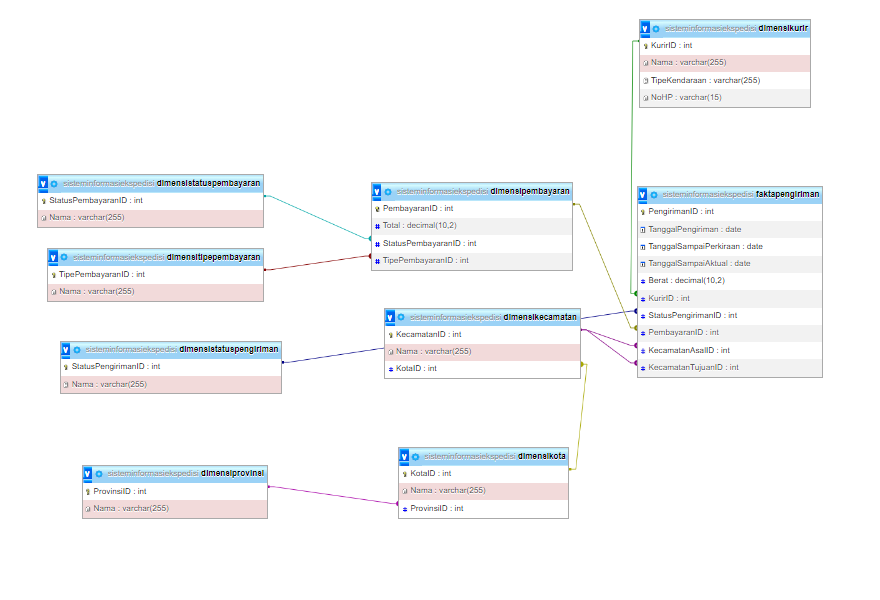 sisteminformasiekspedisi dimensikurir
KurirID : int
Nama : varchar(255)
TipeKendaraan : varchar(255)
NoHP : varchar(15)
sisteminformasiekspedisi dimensistatuspembayaran
StatusPembayaranID : int
Nama : varchar(255)
sisteminformasiekspedisi dimensipembayaran
PembayaranID : int
Total : decimal(10,2)
StatusPembayaranID : int
TipePembayaranID : int
sisteminformasiekspedisi faktapengiriman
PengirimanID : int
TanggalPengiriman : date
TanggalSampaiPerkiraan : date
TanggalSampaiAktual : date
Berat : decimal(10,2)
KurirID : int
StatusPengirimanID : int
PembayaranID : int
KecamatanAsalID : int
KecamatanTujuanID : int
sisteminformasiekspedisi dimensitipepembayaran
TipePembayaranID : int
Nama : varchar(255)
sisteminformasiekspedisi dimensikecamatan
KecamatanID : int
Nama : varchar(255)
KotaID : int
sisteminformasiekspedisi dimensistatuspengiriman
StatusPengirimanID : int
Nama : varchar(255)
sisteminformasiekspedisi dimensikota
KotaID : int
Nama : varchar(255)
ProvinsiID : int
sisteminformasiekspedisi dimensiprovinsi
ProvinsiID : int
Nama : varchar(255)